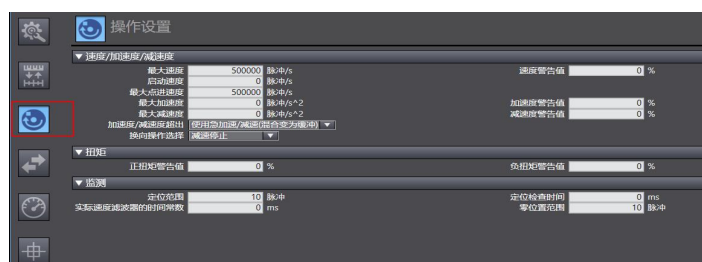 操作设置
▼ 速度/加速度/减速度
最大速度 500000 脉冲/s 速度警告值 0 %
启动速度 0 脉冲/s
最大点进速度 500000 脉冲/s
最大加速度 0 脉冲/s^2 加速度警告值 0 %
最大减速度 0 脉冲/s^2 减速度警告值 0 %
加速度/减速度超出 使用急加速/减速(混合变为缓冲) ▼
换向操作选择 减速停止 ▼
▼ 扭矩
正扭矩警告值 0 % 负扭矩警告值 0 %
▼ 监测
定位范围 10 脉冲 定位检查时间 0 ms
实际速度滤波器的时间常数 0 ms 零位置范围 10 脉冲